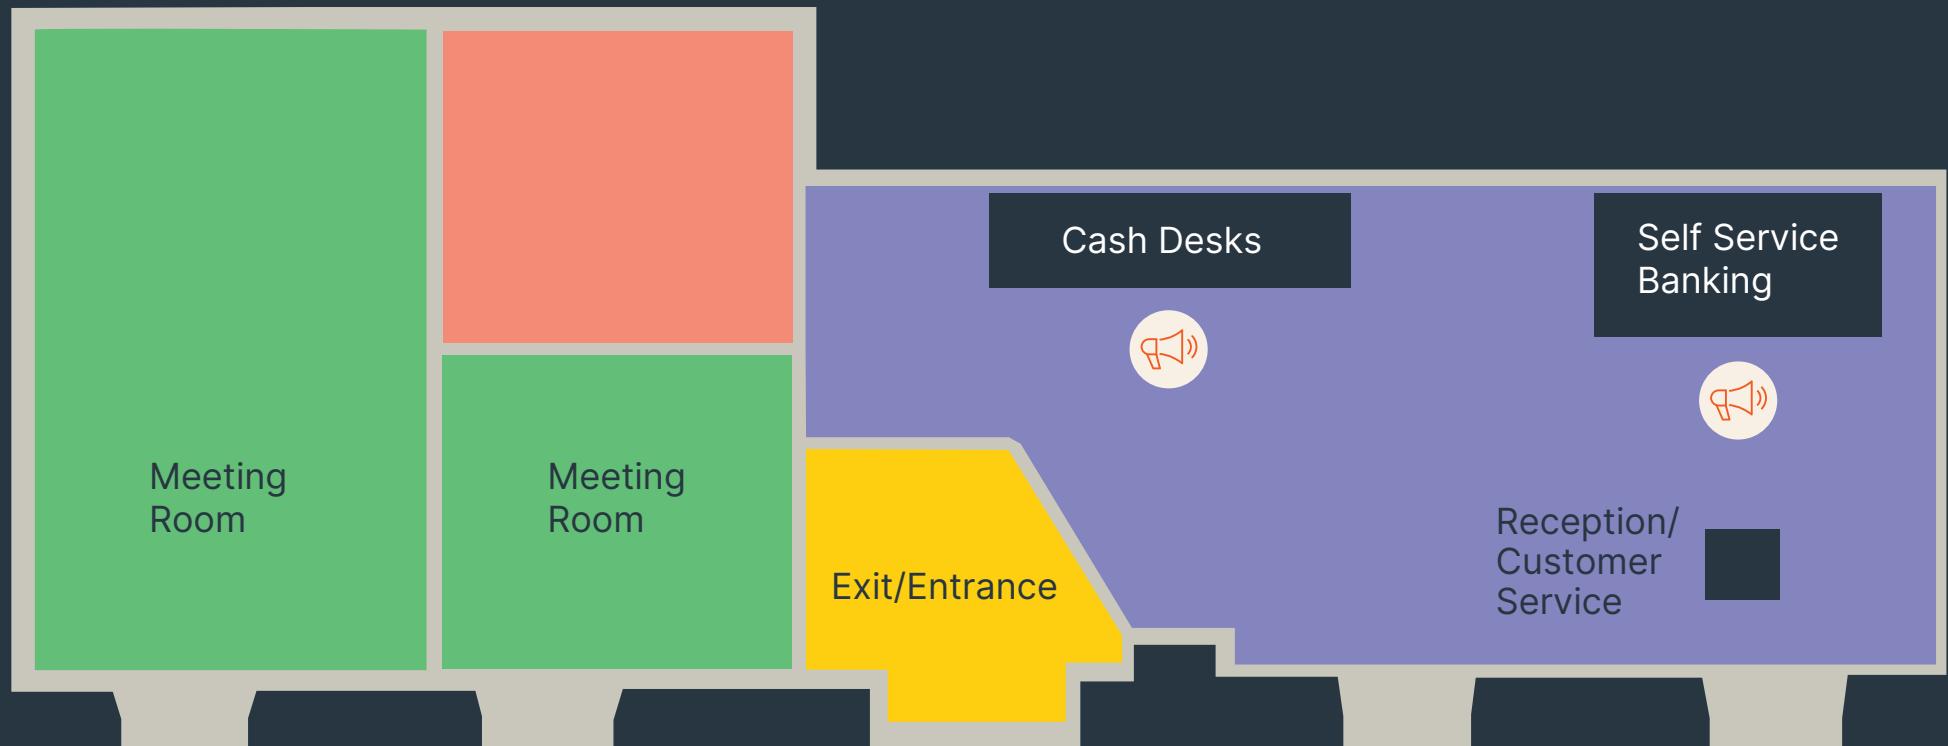 Cash Desks
Self Service
Banking
Meeting
Room
Meeting
Room
Exit/Entrance
Reception/
Customer
Service